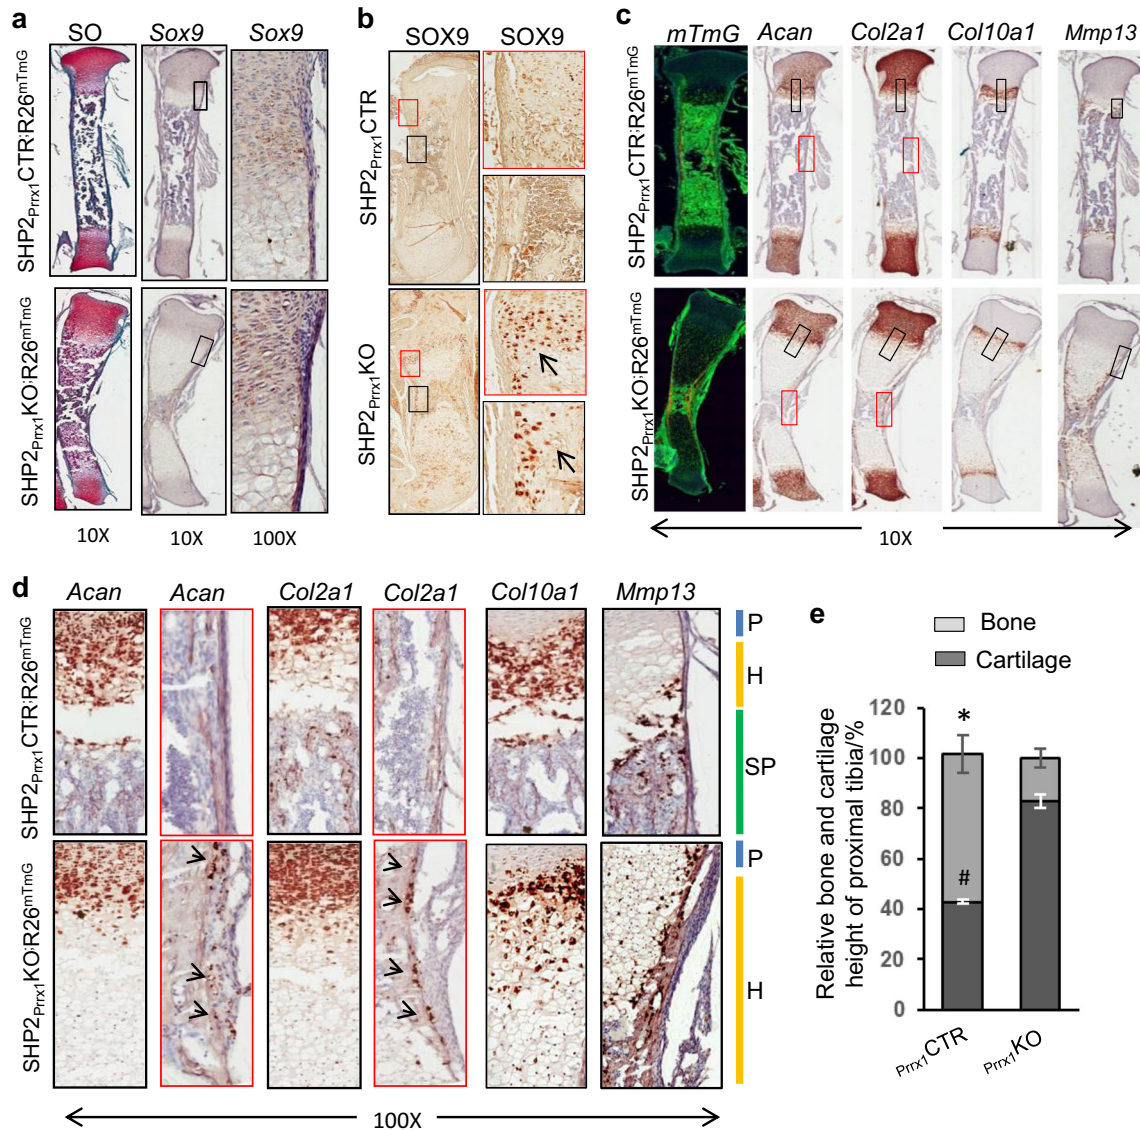 a
SO
Sox9
Sox9
SHP2Prrx1CTR;R26mTmG
SHP2Prrx1KO;R26mTmG
10X
10X
100X
b
SOX9
SOX9
SHP2Prrx1CTR
SHP2Prrx1KO
c
mTmG
Acan
Col2a1
Col10a1
Mmp13
SHP2Prrx1CTR;R26mTmG
SHP2Prrx1KO;R26mTmG
10X
d
Acan
Acan
Col2a1
Col2a1
Col10a1
Mmp13
SHP2Prrx1CTR;R26mTmG
SHP2Prrx1KO;R26mTmG
P
H
SP
P
H
100X
e
Bone
Cartilage
Relative bone and cartilage
height of proximal tibia/%
120
100
80
60
40
20
0
*
#
Prrx1CTR
Prrx1KO